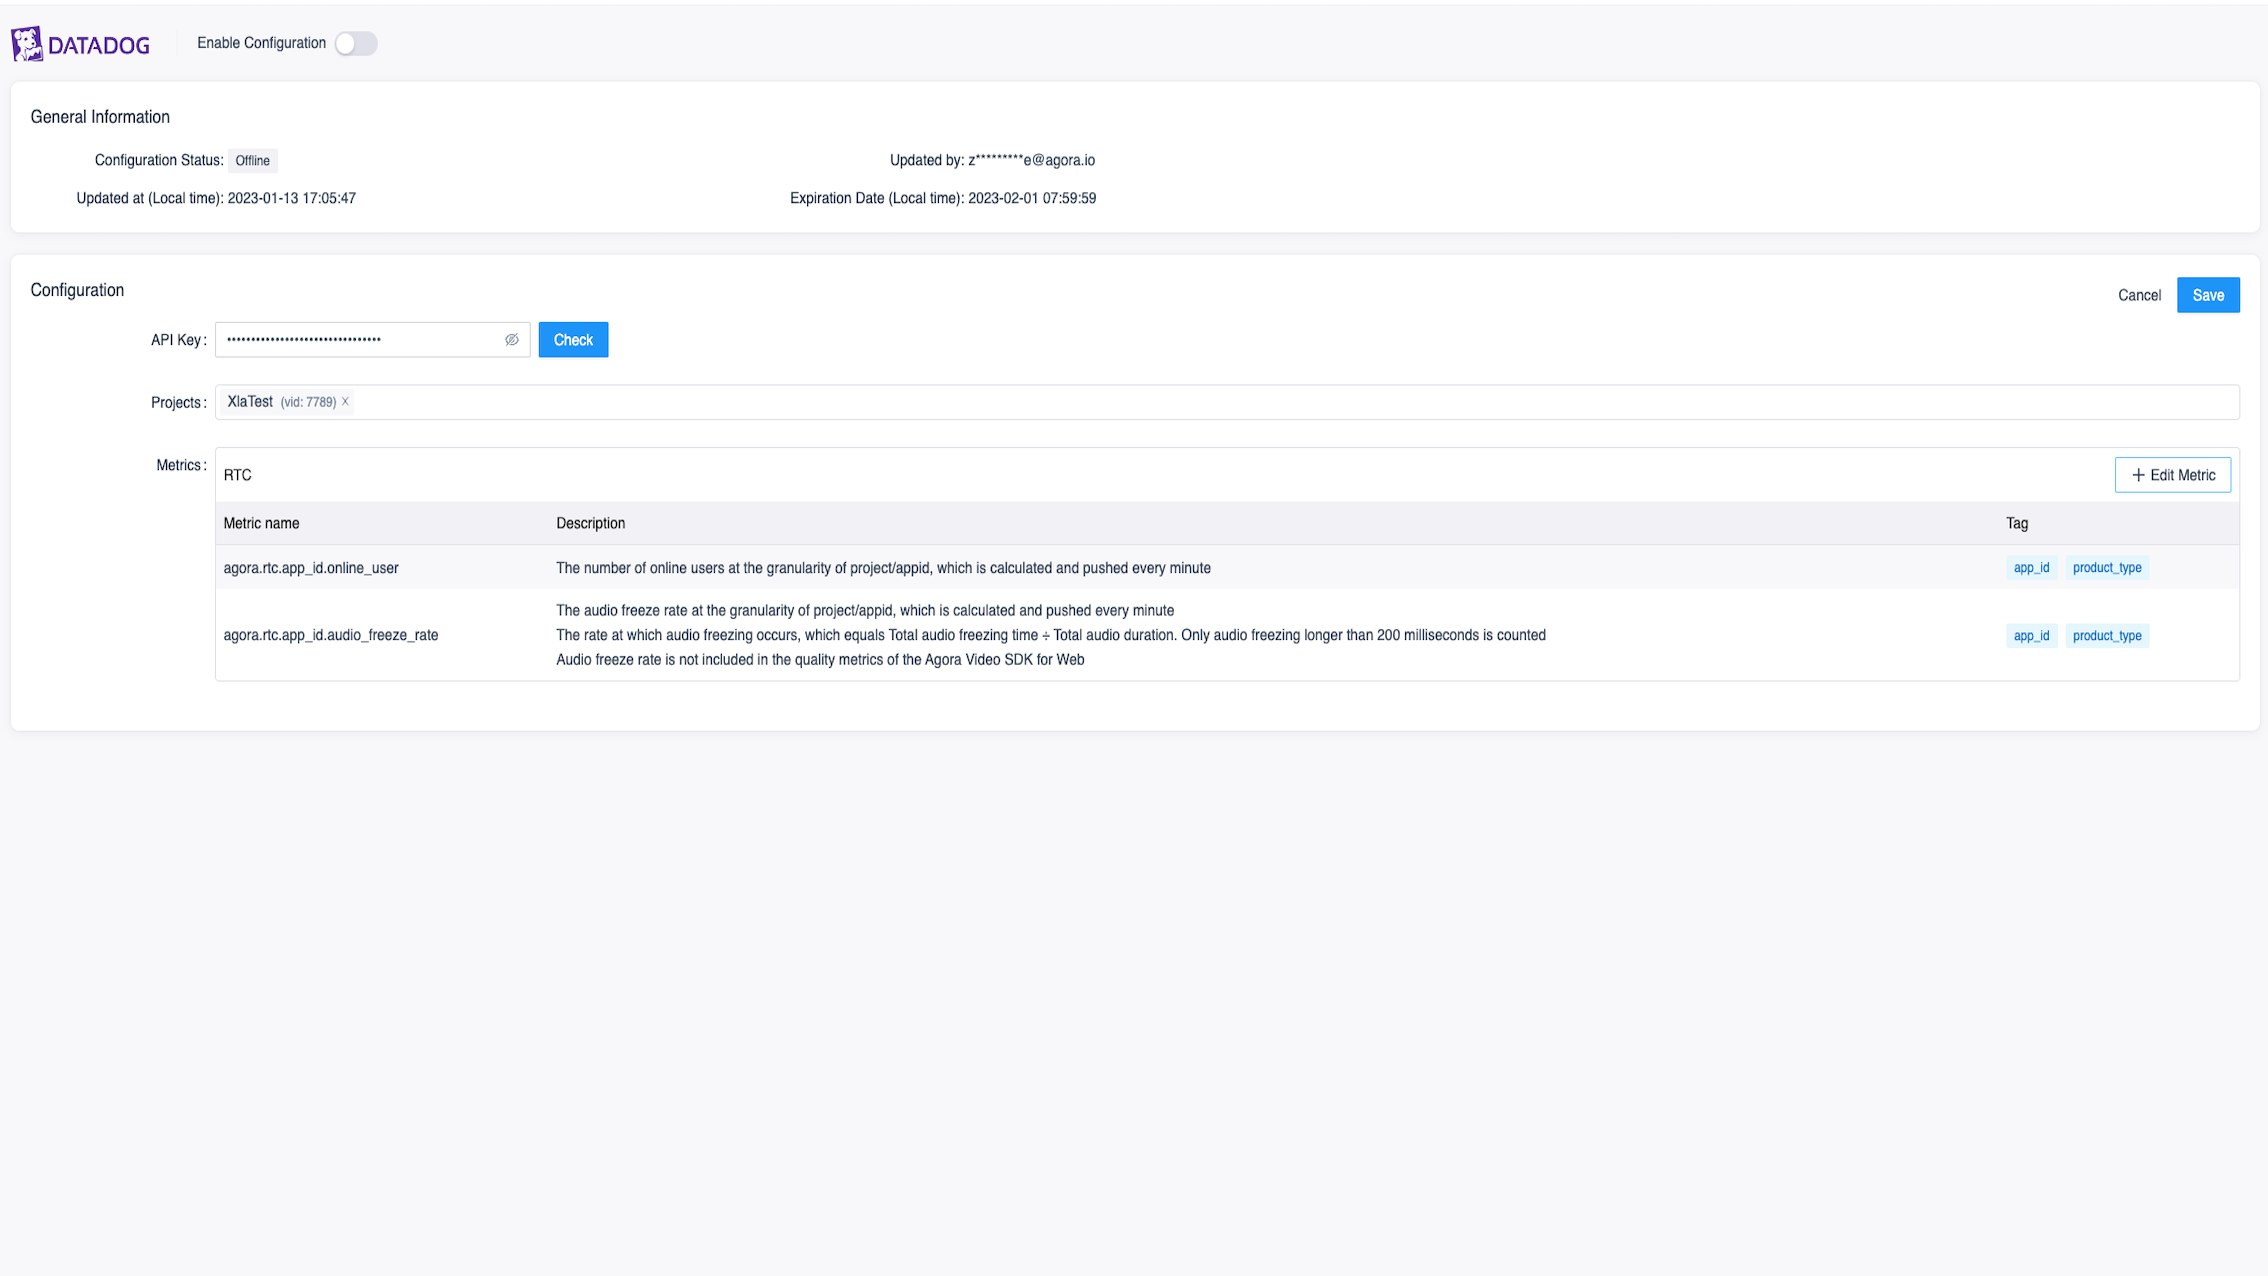 DATADOG
Enable Configuration
General Information
Configuration Status: Offline
Updated by: z*********e@agora.io
Updated at (Local time): 2023-01-13 17:05:47
Expiration Date (Local time): 2023-02-01 07:59:59
Configuration
Cancel
Save
API Key :
Check
Projects :
XlaTest (vid: 7789) x
Metrics :
RTC
+ Edit Metric
Metric name
Description
Tag
agora.rtc.app_id.online_user
The number of online users at the granularity of project/appid, which is calculated and pushed every minute
app_id
product_type
agora.rtc.app_id.audio_freeze_rate
The audio freeze rate at the granularity of project/appid, which is calculated and pushed every minute
The rate at which audio freezing occurs, which equals Total audio freezing time ÷ Total audio duration. Only audio freezing longer than 200 milliseconds is counted
Audio freeze rate is not included in the quality metrics of the Agora Video SDK for Web
app_id
product_type